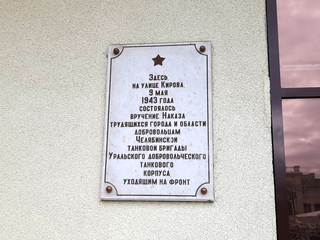 Здесь
на улице Кирова
9 мая
1943 года
состоялось
вручение Наказа
трудящихся города и области
добровольцам
Челябинской
танковой бригады
Уральского добровольческого
танкового
корпуса
уходящим на фронт